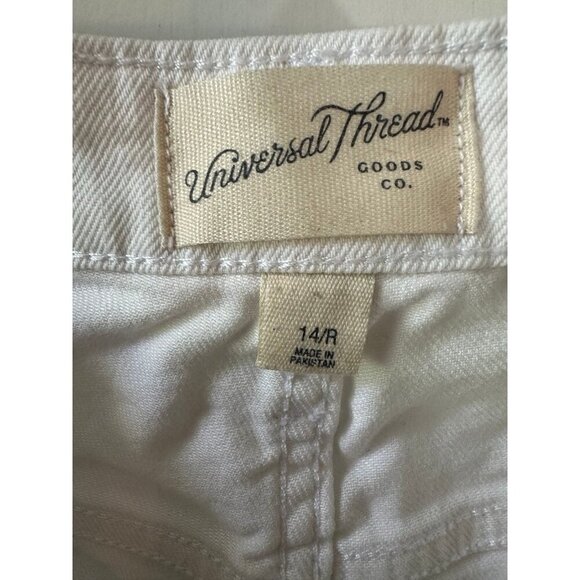 Universal Thread™
GOODS
CO.
14/R
MADE IN
PAKISTAN